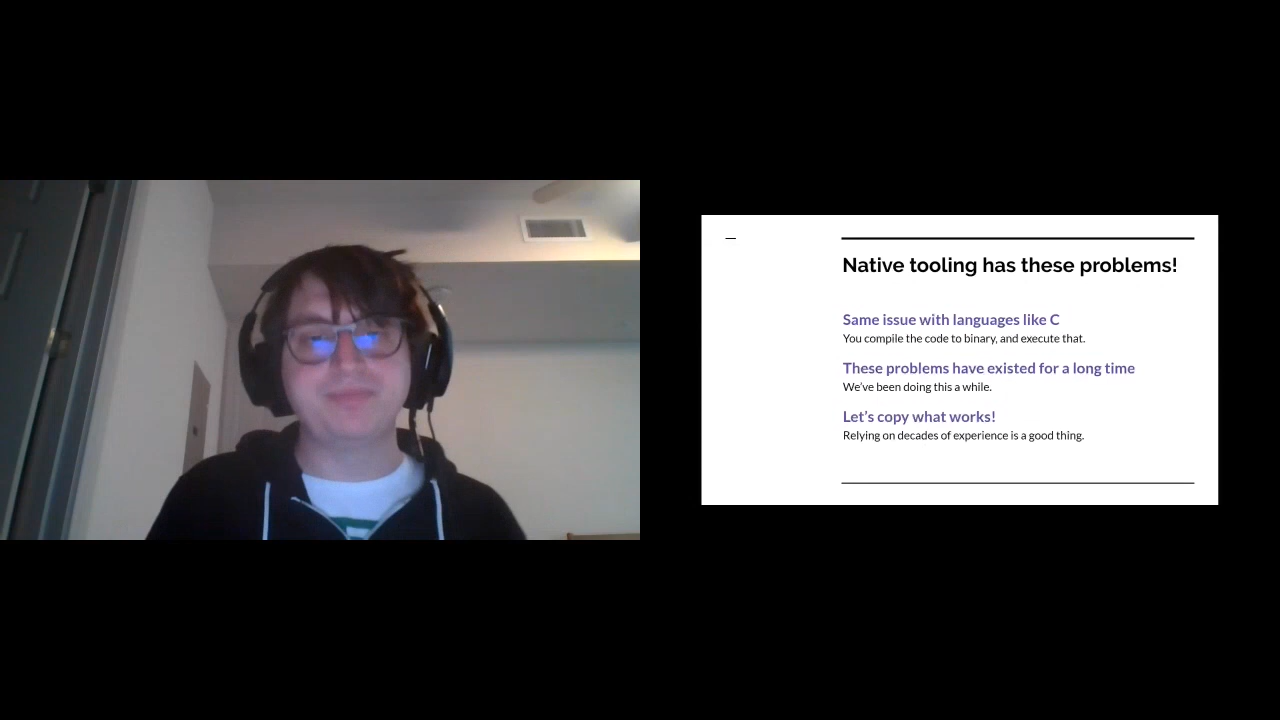 Native tooling has these problems!
Same issue with languages like C
You compile the code to binary, and execute that.
These problems have existed for a long time
We've been doing this a while.
Let's copy what works!
Relying on decades of experience is a good thing.